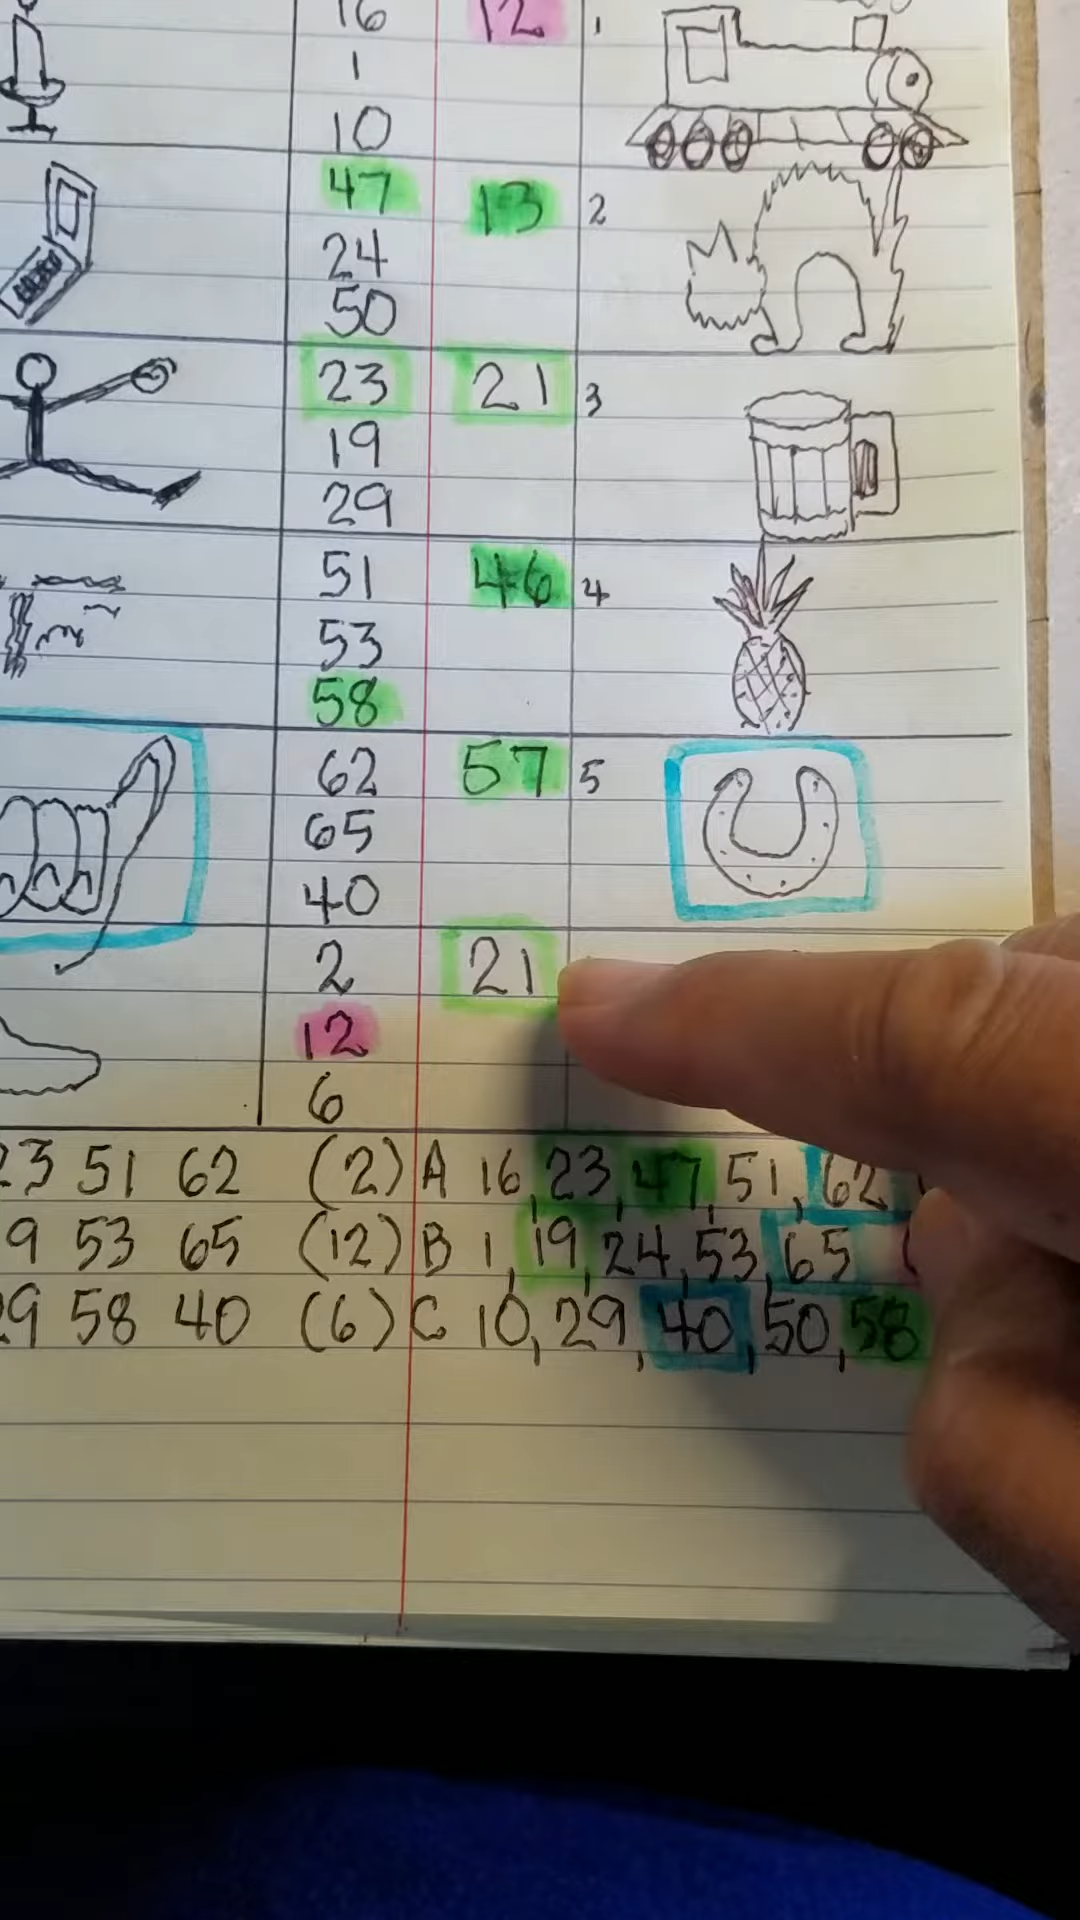 16 12 1
1
10
47 13 2
24
50
23 21 3
19
29
51 46 4
53
58
62 57 5
65
40
2 21
12
6
23 51 62 (2) A 16, 23, 47, 51, 62
9 53 65 (12) B 1, 19, 24, 53, 65
29 58 40 (6) C 10, 29, 40, 50, 58